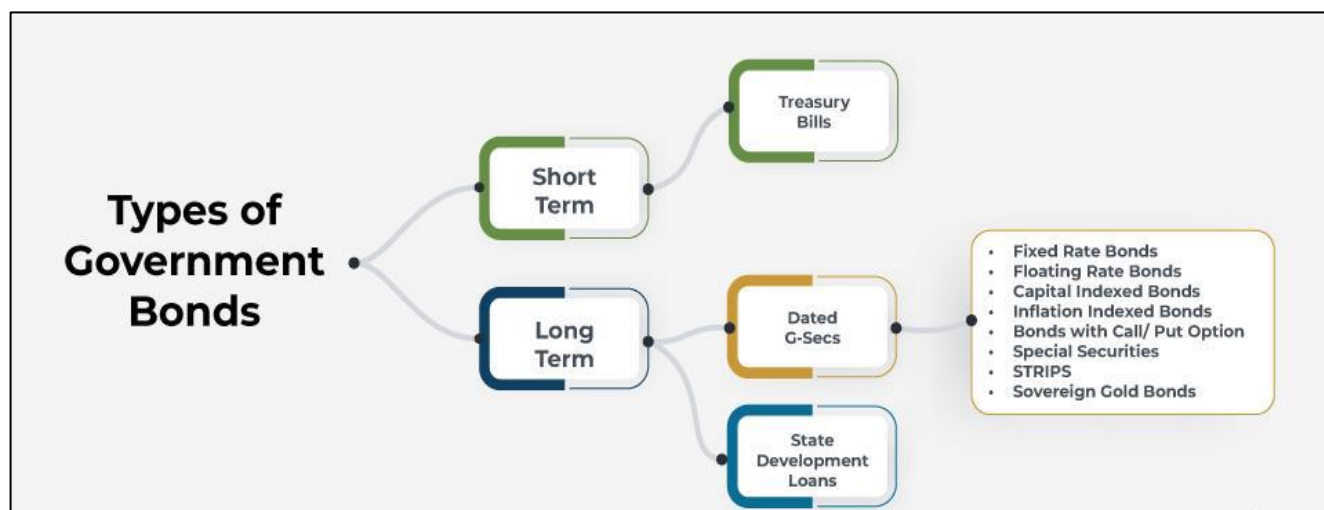 Types of
Government
Bonds
Short
Term
Treasury
Bills
Long
Term
Dated
G-Secs
• Fixed Rate Bonds
• Floating Rate Bonds
• Capital Indexed Bonds
• Inflation Indexed Bonds
• Bonds with Call/ Put Option
• Special Securities
• STRIPS
• Sovereign Gold Bonds
State
Development
Loans